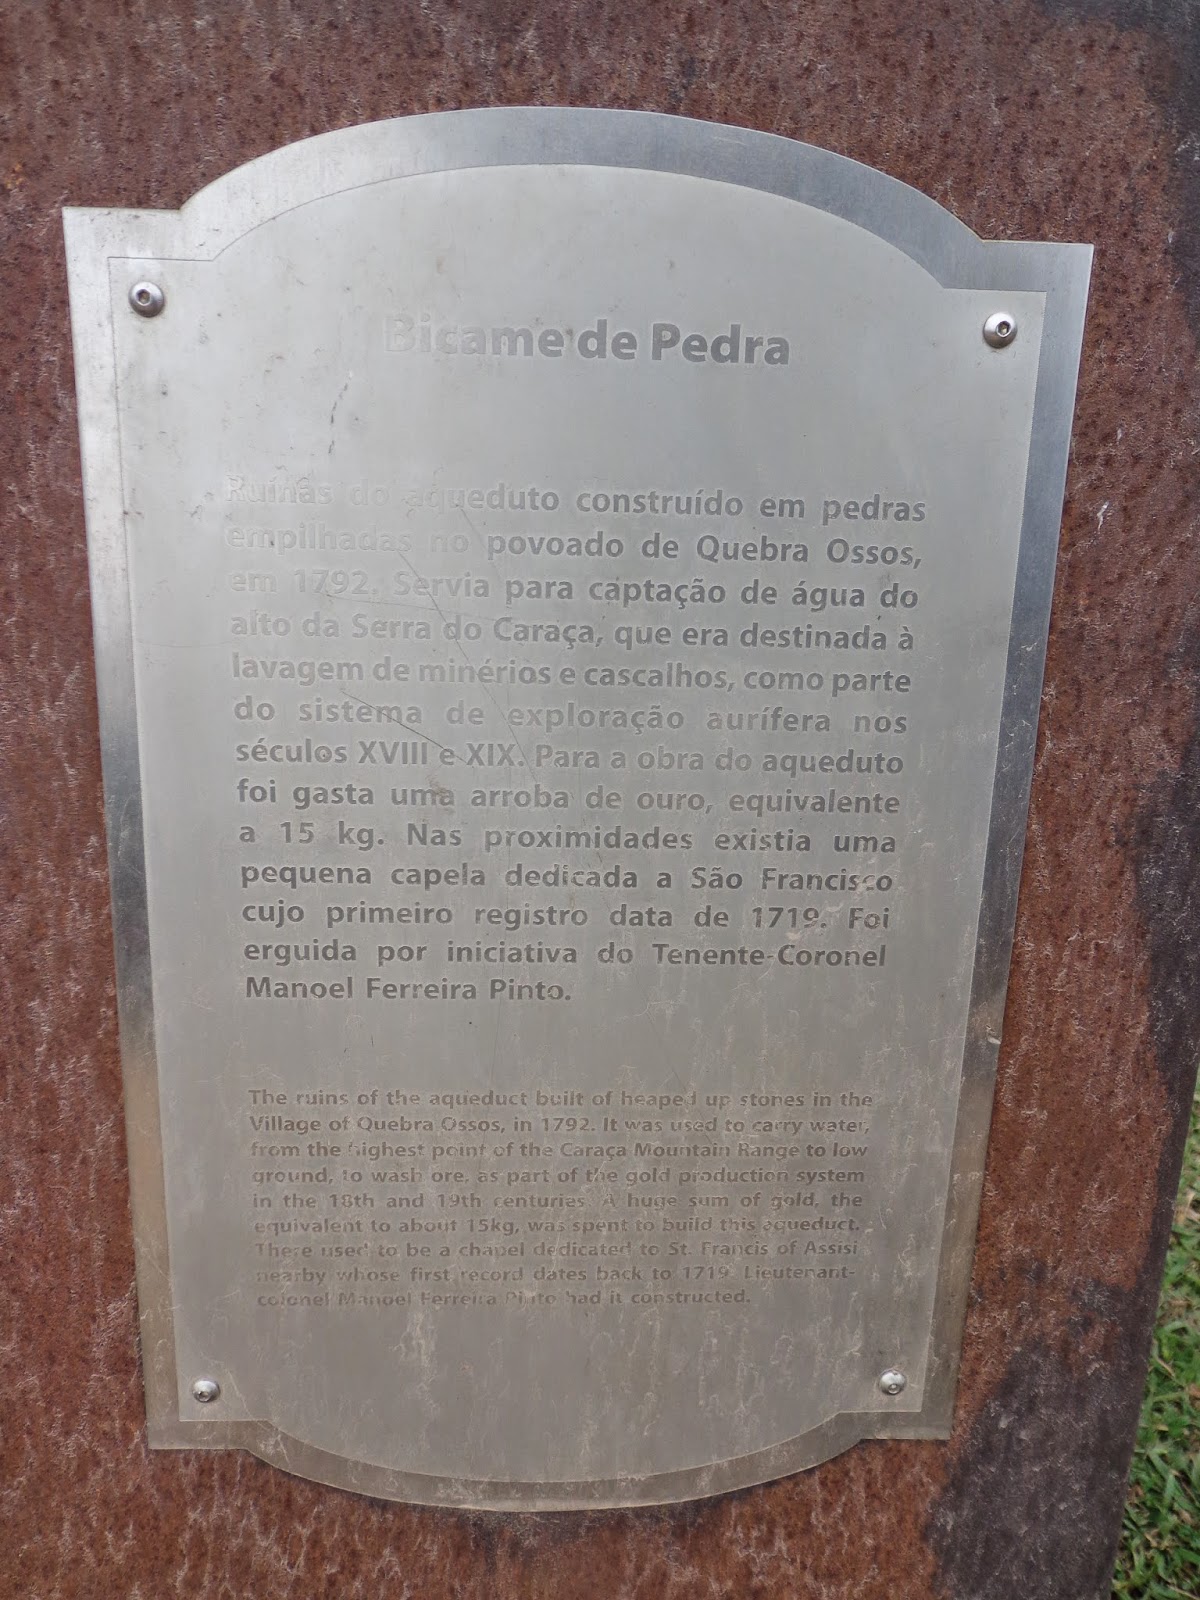 Bicame de Pedra
Ruínas do aqueduto construído em pedras
empilhadas no povoado de Quebra Ossos,
em 1792. Servia para captação de água do
alto da Serra do Caraça, que era destinada à
lavagem de minérios e cascalhos, como parte
do sistema de exploração aurífera nos
séculos XVIII e XIX. Para a obra do aqueduto
foi gasta uma arroba de ouro, equivalente
a 15 kg. Nas proximidades existia uma
pequena capela dedicada a São Francisco
cujo primeiro registro data de 1719. Foi
erguida por iniciativa do Tenente-Coronel
Manoel Ferreira Pinto.
The ruins of the aqueduct built of heaped up stones in the
Village of Quebra Ossos, in 1792. It was used to carry water,
from the highest point of the Caraça Mountain Range to low
ground, to wash ore, as part of the gold production system
in the 18th and 19th centuries. A huge sum of gold, the
equivalent to about 15kg, was spent to build this aqueduct.
There used to be a chapel dedicated to St. Francis of Assisi
nearby whose first record dates back to 1719. Lieutenant-
colonel Manoel Ferreira Pinto had it constructed.